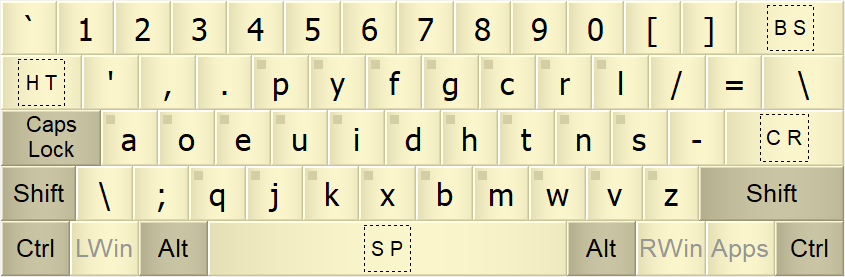 ` 1 2 3 4 5 6 7 8 9 0 [ ] BS
HT ' , . p y f g c r l / = \
Caps Lock a o e u i d h t n s - CR
Shift \ ; q j k x b m w v z Shift
Ctrl LWin Alt SP Alt RWin Apps Ctrl